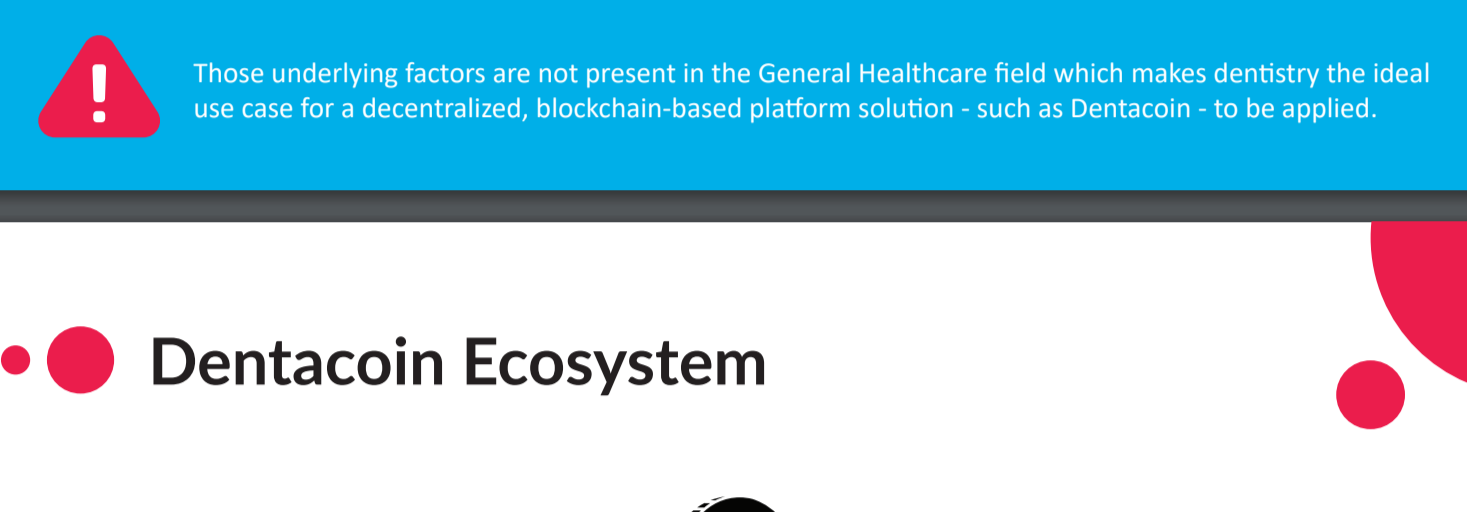 Those underlying factors are not present in the General Healthcare field which makes dentistry the ideal
use case for a decentralized, blockchain-based platform solution - such as Dentacoin - to be applied.
Dentacoin Ecosystem